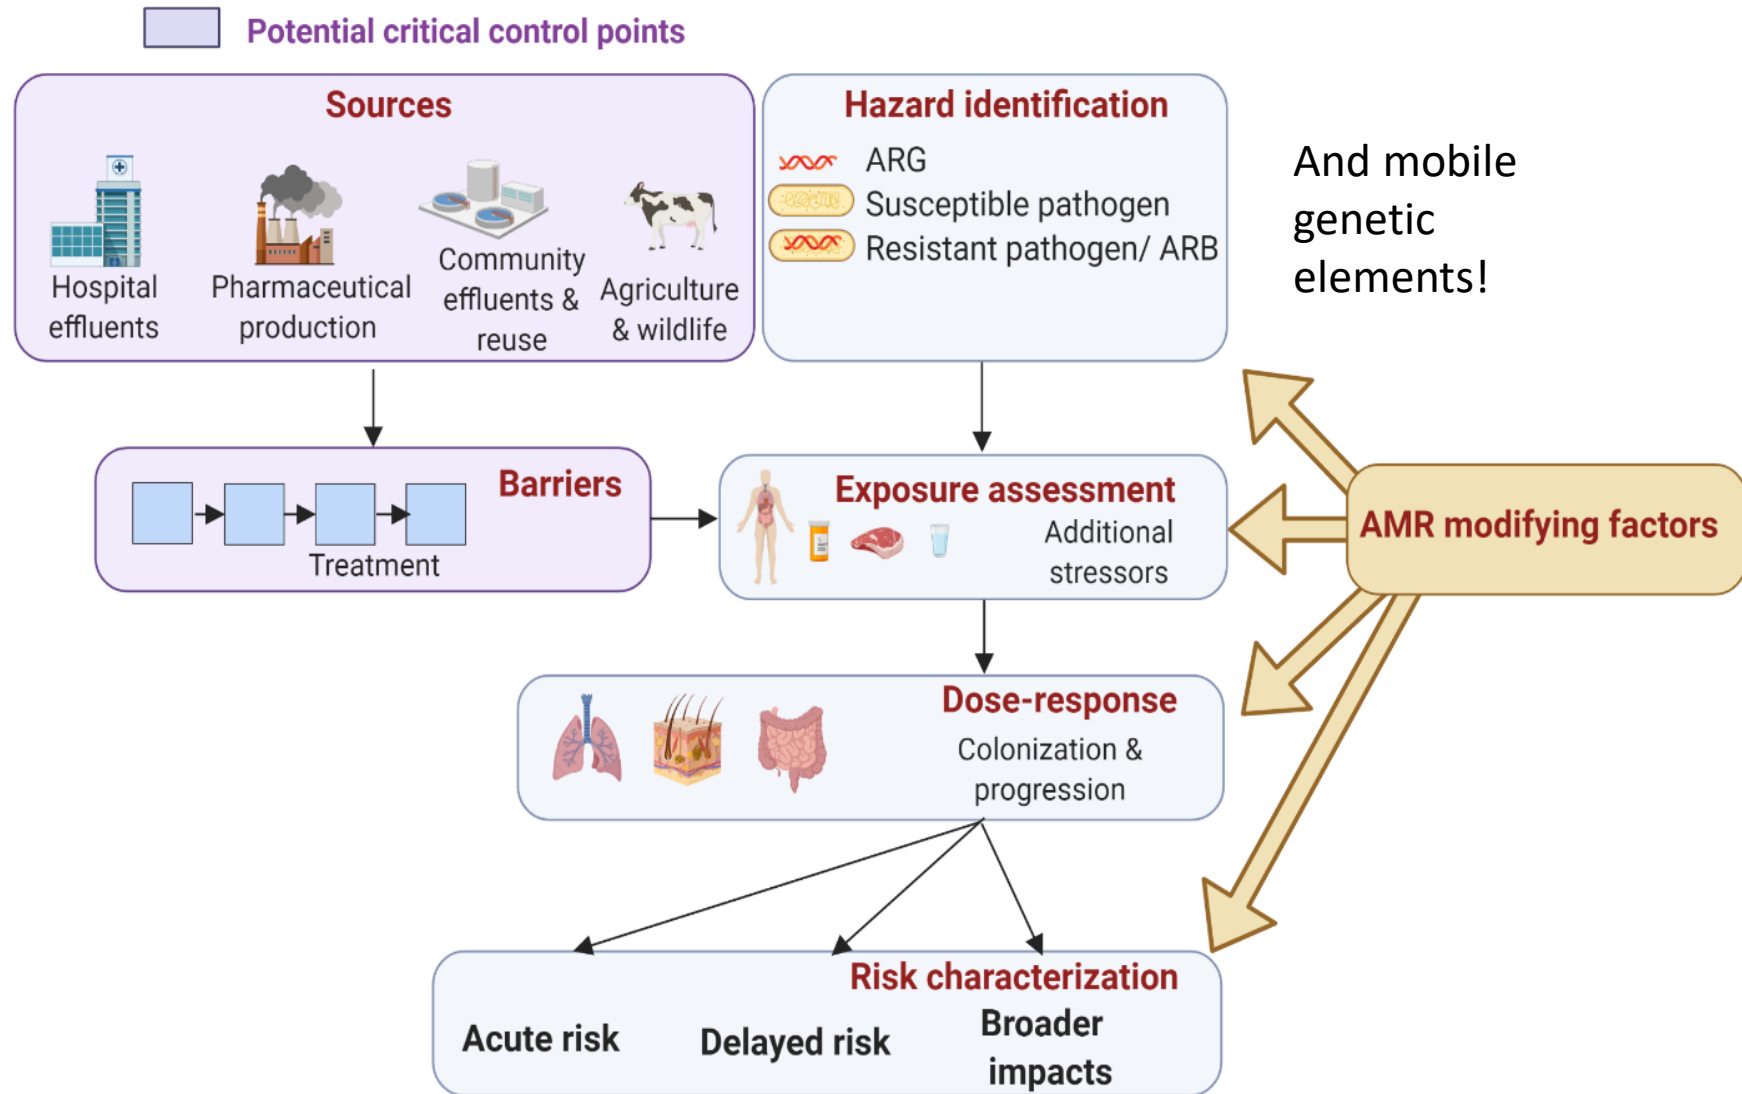 Potential critical control points
Sources
Hospital
effluents
Pharmaceutical
production
Community
effluents &
reuse
Agriculture
& wildlife
Hazard identification
ARG
Susceptible pathogen
Resistant pathogen/ ARB
And mobile
genetic
elements!
Barriers
Treatment
Exposure assessment
Additional
stressors
AMR modifying factors
Dose-response
Colonization &
progression
Risk characterization
Acute risk
Delayed risk
Broader
impacts